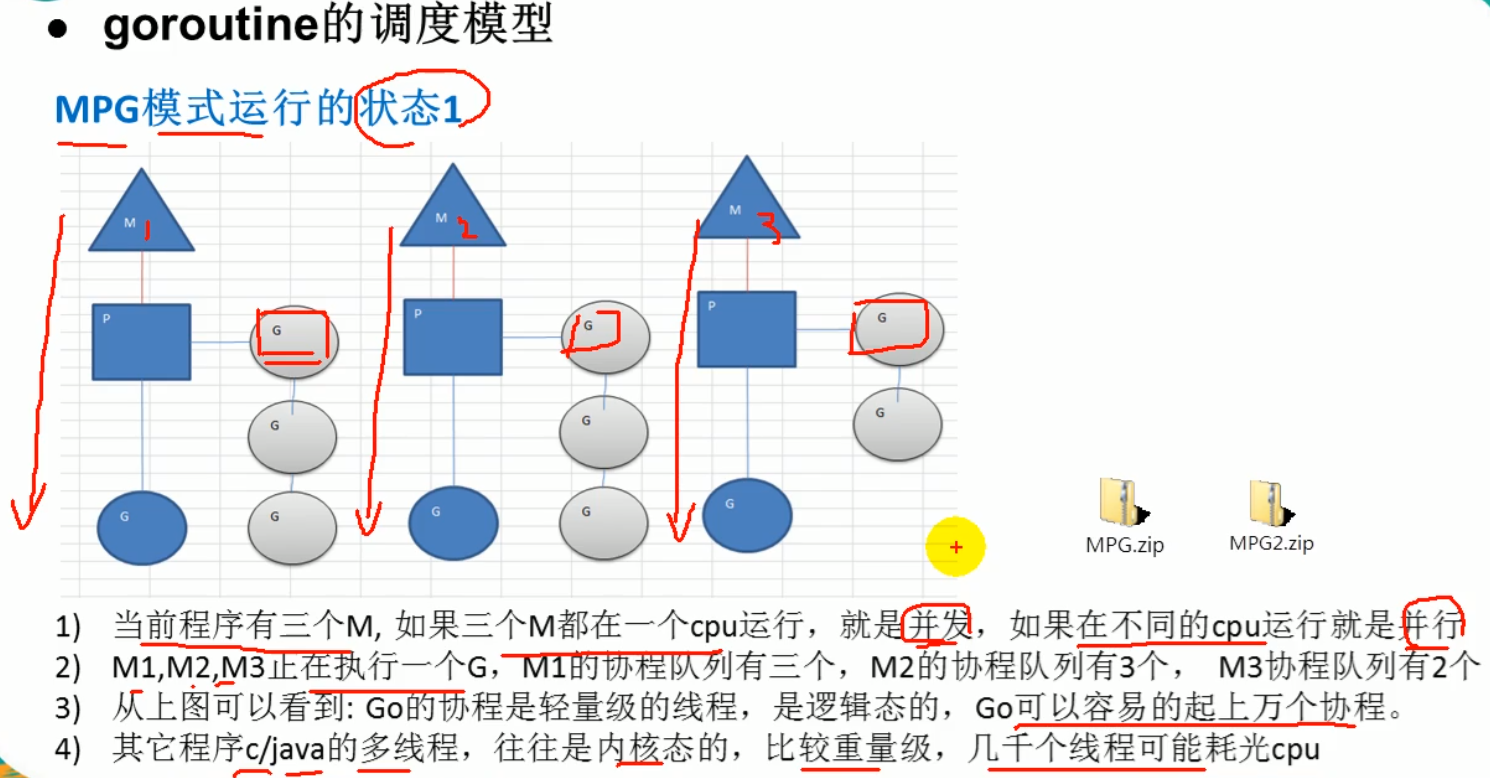 ● goroutine的调度模型
MPG模式运行的状态1
M 1 M 2 M 3
P G P G P G
G G G
G G G G G
MPG.zip MPG2.zip
1) 当前程序有三个M, 如果三个M都在一个cpu运行，就是并发，如果在不同的cpu运行就是并行
2) M1,M2,M3正在执行一个G，M1的协程队列有三个，M2的协程队列有3个， M3协程队列有2个
3) 从上图可以看到: Go的协程是轻量级的线程，是逻辑态的，Go可以容易的起上万个协程。
4) 其它程序c/java的多线程，往往是内核态的，比较重量级，几千个线程可能耗光cpu